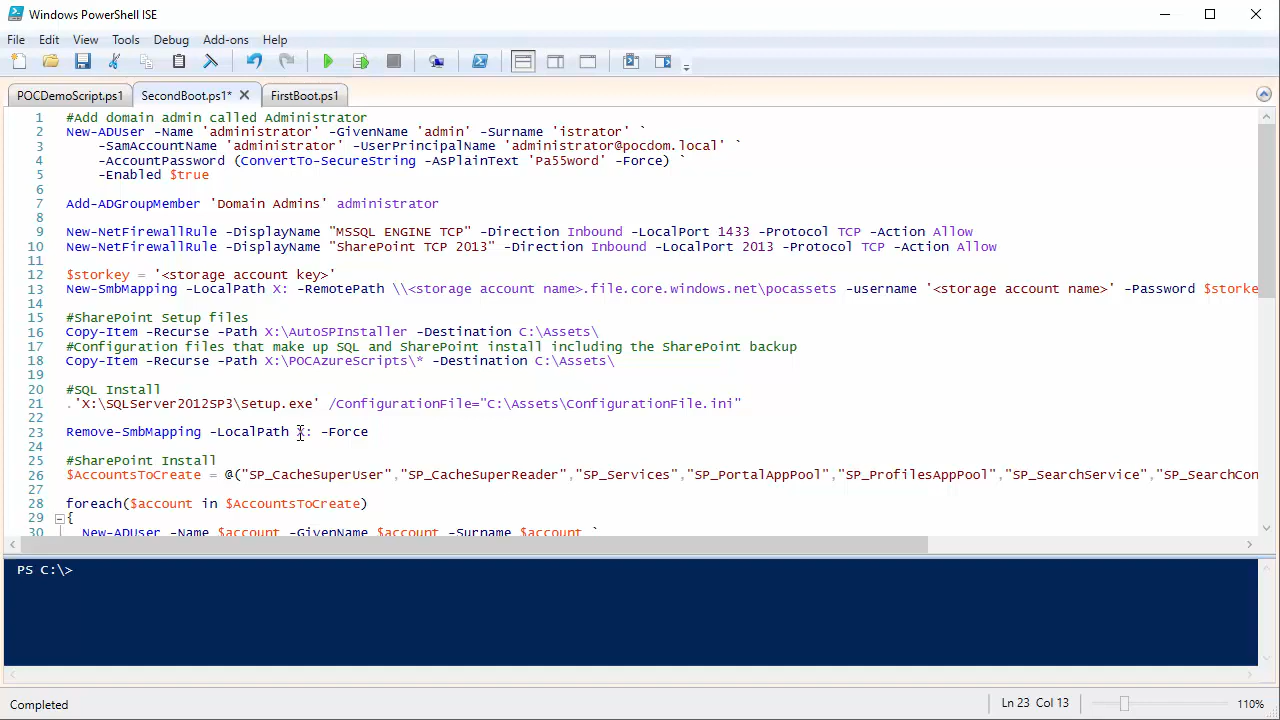 Windows PowerShell ISE
File Edit View Tools Debug Add-ons Help
POCDemoScript.ps1 SecondBoot.ps1* FirstBoot.ps1
1 #Add domain admin called Administrator
2 New-ADUser -Name 'administrator' -GivenName 'admin' -Surname 'istrator' `
3 -SamAccountName 'administrator' -UserPrincipalName 'administrator@pocdom.local' `
4 -AccountPassword (ConvertTo-SecureString -AsPlainText 'Pa55word' -Force) `
5 -Enabled $true
6
7 Add-ADGroupMember 'Domain Admins' administrator
8
9 New-NetFirewallRule -DisplayName "MSSQL ENGINE TCP" -Direction Inbound -LocalPort 1433 -Protocol TCP -Action Allow
10 New-NetFirewallRule -DisplayName "SharePoint TCP 2013" -Direction Inbound -LocalPort 2013 -Protocol TCP -Action Allow
11
12 $storkey = '<storage account key>'
13 New-SmbMapping -LocalPath X: -RemotePath \\<storage account name>.file.core.windows.net\pocassets -username '<storage account name>' -Password $storke
14
15 #SharePoint Setup files
16 Copy-Item -Recurse -Path X:\AutoSPInstaller -Destination C:\Assets\
17 #Configuration files that make up SQL and SharePoint install including the SharePoint backup
18 Copy-Item -Recurse -Path X:\POCAzureScripts\* -Destination C:\Assets\
19
20 #SQL Install
21 .'X:\SQLServer2012SP3\Setup.exe' /ConfigurationFile="C:\Assets\ConfigurationFile.ini"
22
23 Remove-SmbMapping -LocalPath X: -Force
24
25 #SharePoint Install
26 $AccountsToCreate = @("SP_CacheSuperUser","SP_CacheSuperReader","SP_Services","SP_PortalAppPool","SP_ProfilesAppPool","SP_SearchService","SP_SearchCon
27
28 foreach($account in $AccountsToCreate)
29 {
30 New-ADUser -Name $account -GivenName $account -Surname $account `
PS C:\>
Completed Ln 23 Col 13 110%